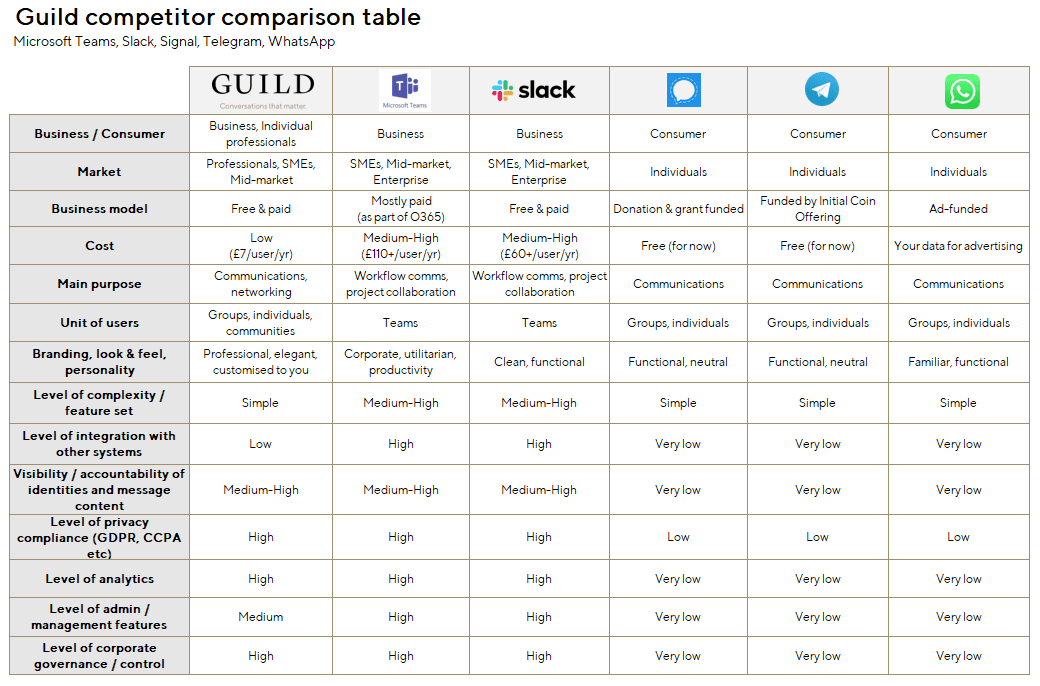 Guild competitor comparison table
Microsoft Teams, Slack, Signal, Telegram, WhatsApp
GUILD
Conversations that matter.
Microsoft Teams
slack
Business / Consumer
Business, Individual
professionals
Business
Business
Consumer
Consumer
Consumer
Market
Professionals, SMEs,
Mid-market
SMEs, Mid-market,
Enterprise
SMEs, Mid-market,
Enterprise
Individuals
Individuals
Individuals
Business model
Free & paid
Mostly paid
(as part of O365)
Free & paid
Donation & grant funded
Funded by Initial Coin
Offering
Ad-funded
Cost
Low
(£7/user/yr)
Medium-High
(£110+/user/yr)
Medium-High
(£60+/user/yr)
Free (for now)
Free (for now)
Your data for advertising
Main purpose
Communications,
networking
Workflow comms,
project collaboration
Workflow comms, project
collaboration
Communications
Communications
Communications
Unit of users
Groups, individuals,
communities
Teams
Teams
Groups, individuals
Groups, individuals
Groups, individuals
Branding, look & feel,
personality
Professional, elegant,
customised to you
Corporate, utilitarian,
productivity
Clean, functional
Functional, neutral
Functional, neutral
Familiar, functional
Level of complexity /
feature set
Simple
Medium-High
Medium-High
Simple
Simple
Simple
Level of integration with
other systems
Low
High
High
Very low
Very low
Very low
Visibility / accountability of
identities and message
content
Medium-High
Medium-High
Medium-High
Very low
Very low
Very low
Level of privacy
compliance (GDPR, CCPA
etc)
High
High
High
Low
Low
Low
Level of analytics
High
High
High
Very low
Very low
Very low
Level of admin /
management features
Medium
High
High
Very low
Very low
Very low
Level of corporate
governance / control
High
High
High
Very low
Very low
Very low